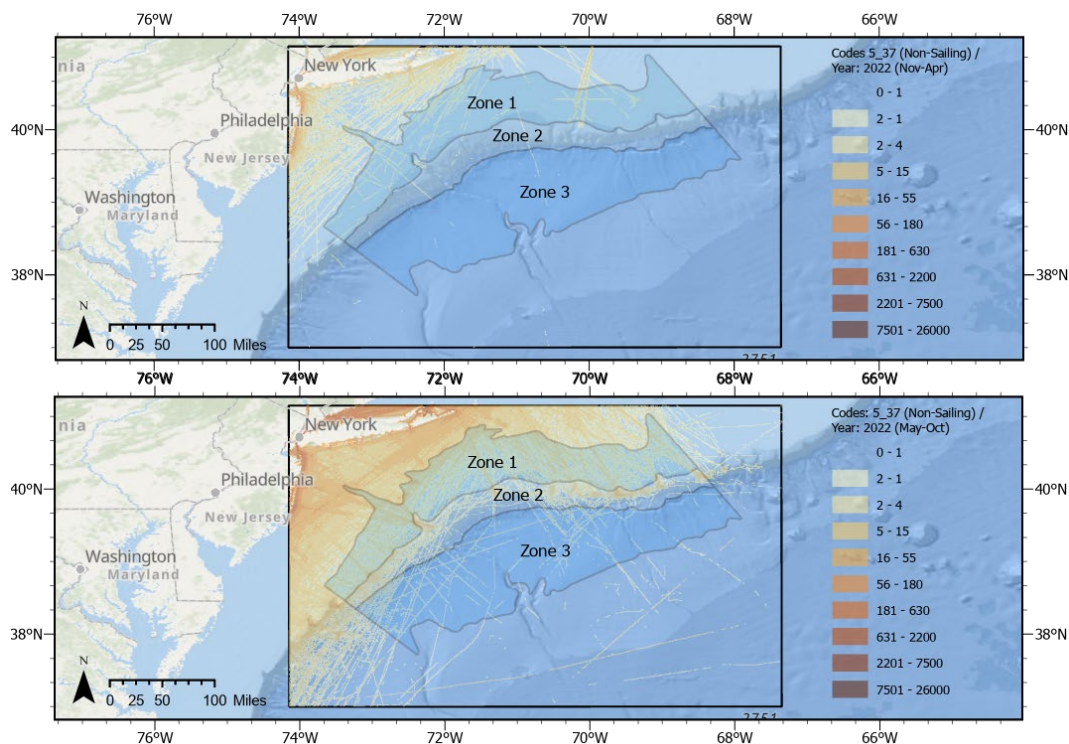 76°W 74°W 72°W 70°W 68°W 66°W
nia
New York
Philadelphia
New Jersey
Washington
Maryland
40°N
38°N
40°N
38°N
Zone 1
Zone 2
Zone 3
Codes 5_37 (Non-Sailing) /
Year: 2022 (Nov-Apr)
0 - 1
2 - 1
2 - 4
5 - 15
16 - 55
56 - 180
181 - 630
631 - 2200
2201 - 7500
7501 - 26000
N
0 25 50 100 Miles
76°W 74°W 72°W 70°W 68°W 66°W
nia
New York
Philadelphia
New Jersey
Washington
Maryland
40°N
38°N
40°N
38°N
Zone 1
Zone 2
Zone 3
Codes: 5_37 (Non-Sailing) /
Year: 2022 (May-Oct)
0 - 1
2 - 1
2 - 4
5 - 15
16 - 55
56 - 180
181 - 630
631 - 2200
2201 - 7500
7501 - 26000
N
0 25 50 100 Miles
76°W 74°W 72°W 70°W 68°W 66°W